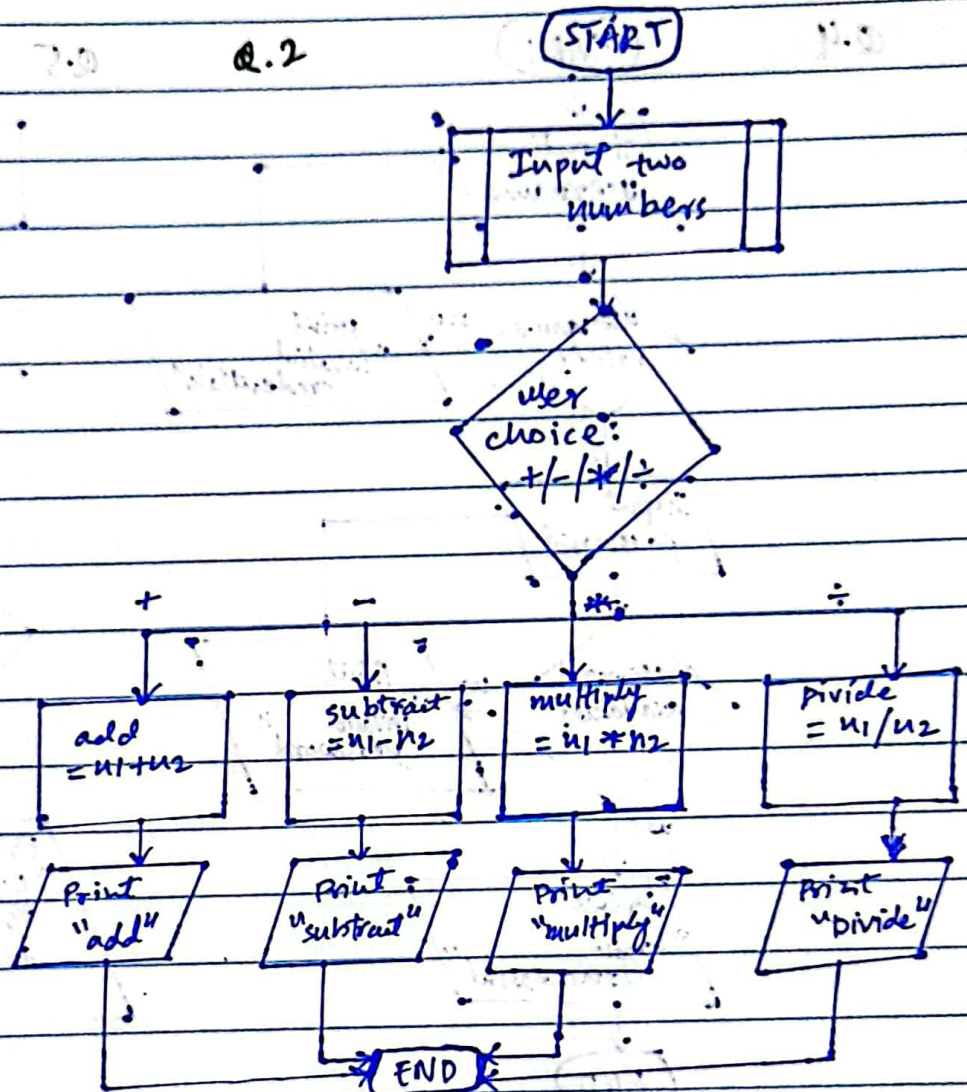 Q.2
START
Input two
numbers
user
choice:
+/-/*/÷
+
-
*
÷
add
=n1+n2
subtract
=n1-n2
multiply
=n1*n2
Divide
=n1/n2
Print
"add"
Print
"subtract"
Print
"multiply"
Print
"Divide"
END